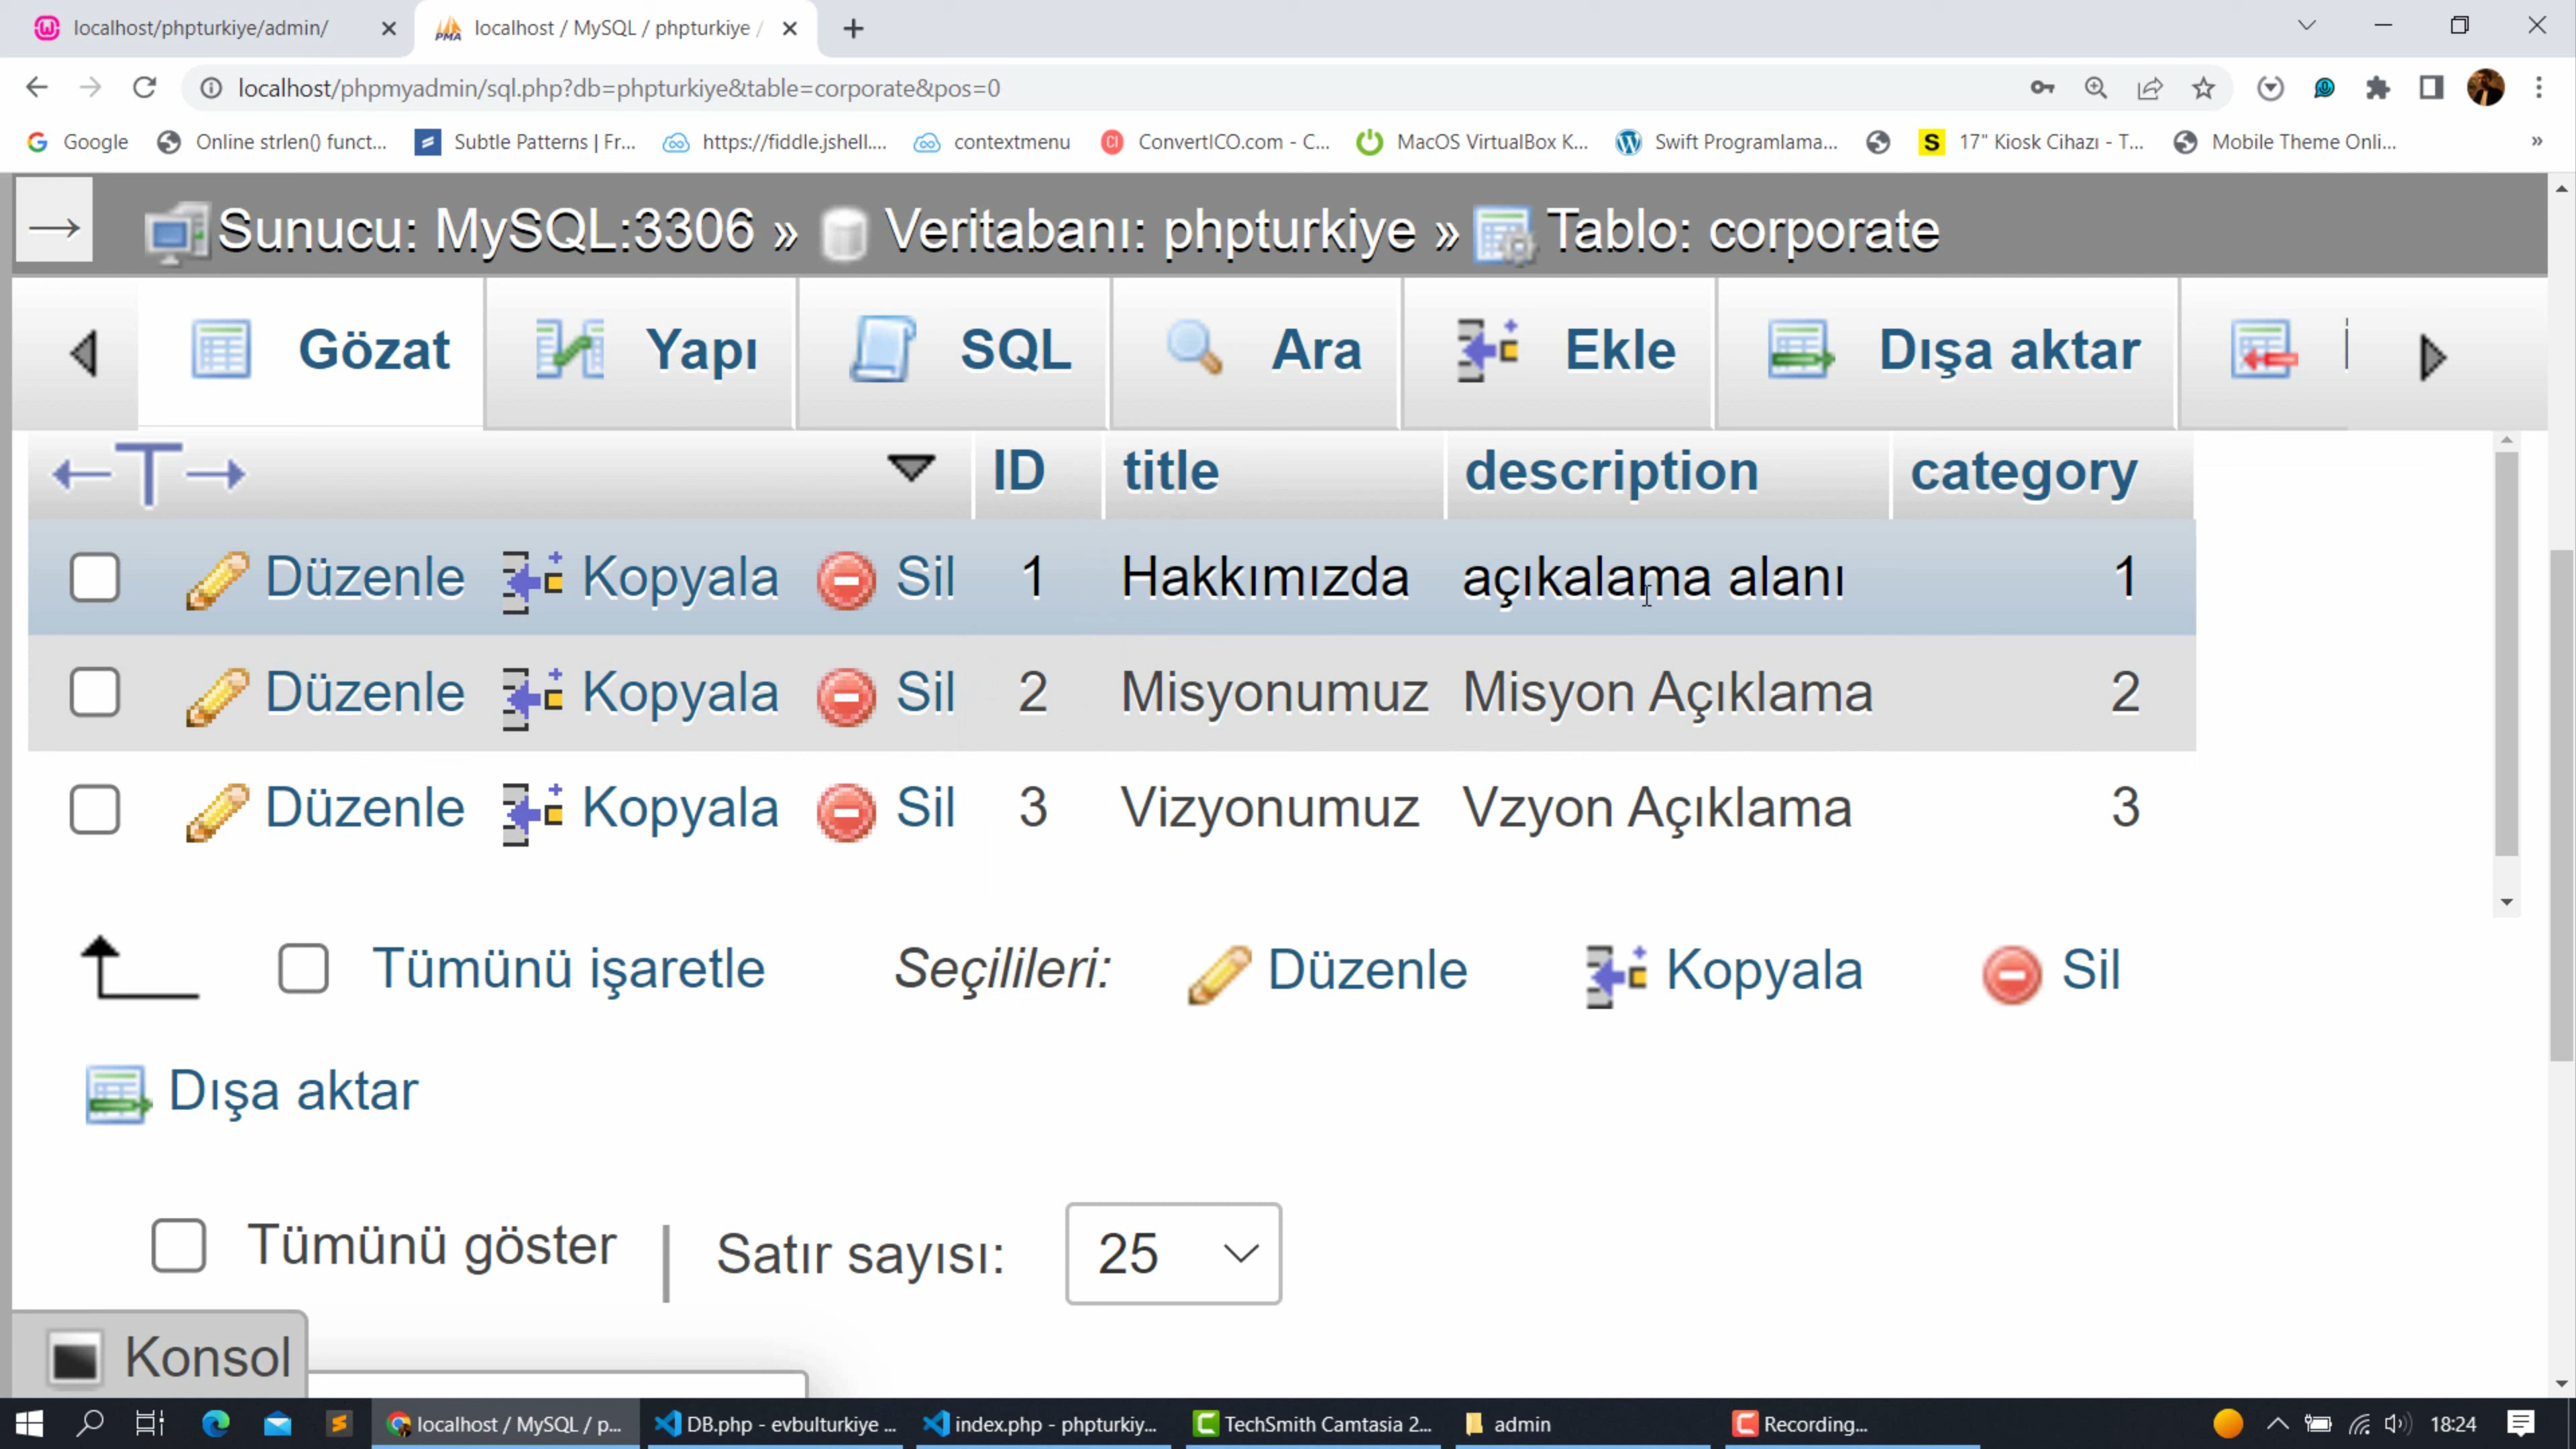 localhost/phpturkiye/admin/
localhost / MySQL / phpturkiye /
localhost/phpmyadmin/sql.php?db=phpturkiye&table=corporate&pos=0
Google Online strlen() funct... Subtle Patterns | Fr... https://fiddle.jshell.... contextmenu ConvertICO.com - C... MacOS VirtualBox K... Swift Programlama... 17" Kiosk Cihazı - T... Mobile Theme Onli... »
Sunucu: MySQL:3306 » Veritabanı: phpturkiye » Tablo: corporate
Gözat Yapı SQL Ara Ekle Dışa aktar
ID title description category
Düzenle Kopyala Sil 1 Hakkımızda açıkalama alanı 1
Düzenle Kopyala Sil 2 Misyonumuz Misyon Açıklama 2
Düzenle Kopyala Sil 3 Vizyonumuz Vzyon Açıklama 3
Tümünü işaretle Seçilileri: Düzenle Kopyala Sil
Dışa aktar
Tümünü göster Satır sayısı: 25
Konsol
localhost / MySQL / p... DB.php - evbulturkiye ... index.php - phpturkiy... TechSmith Camtasia 2... admin Recording... 18:24